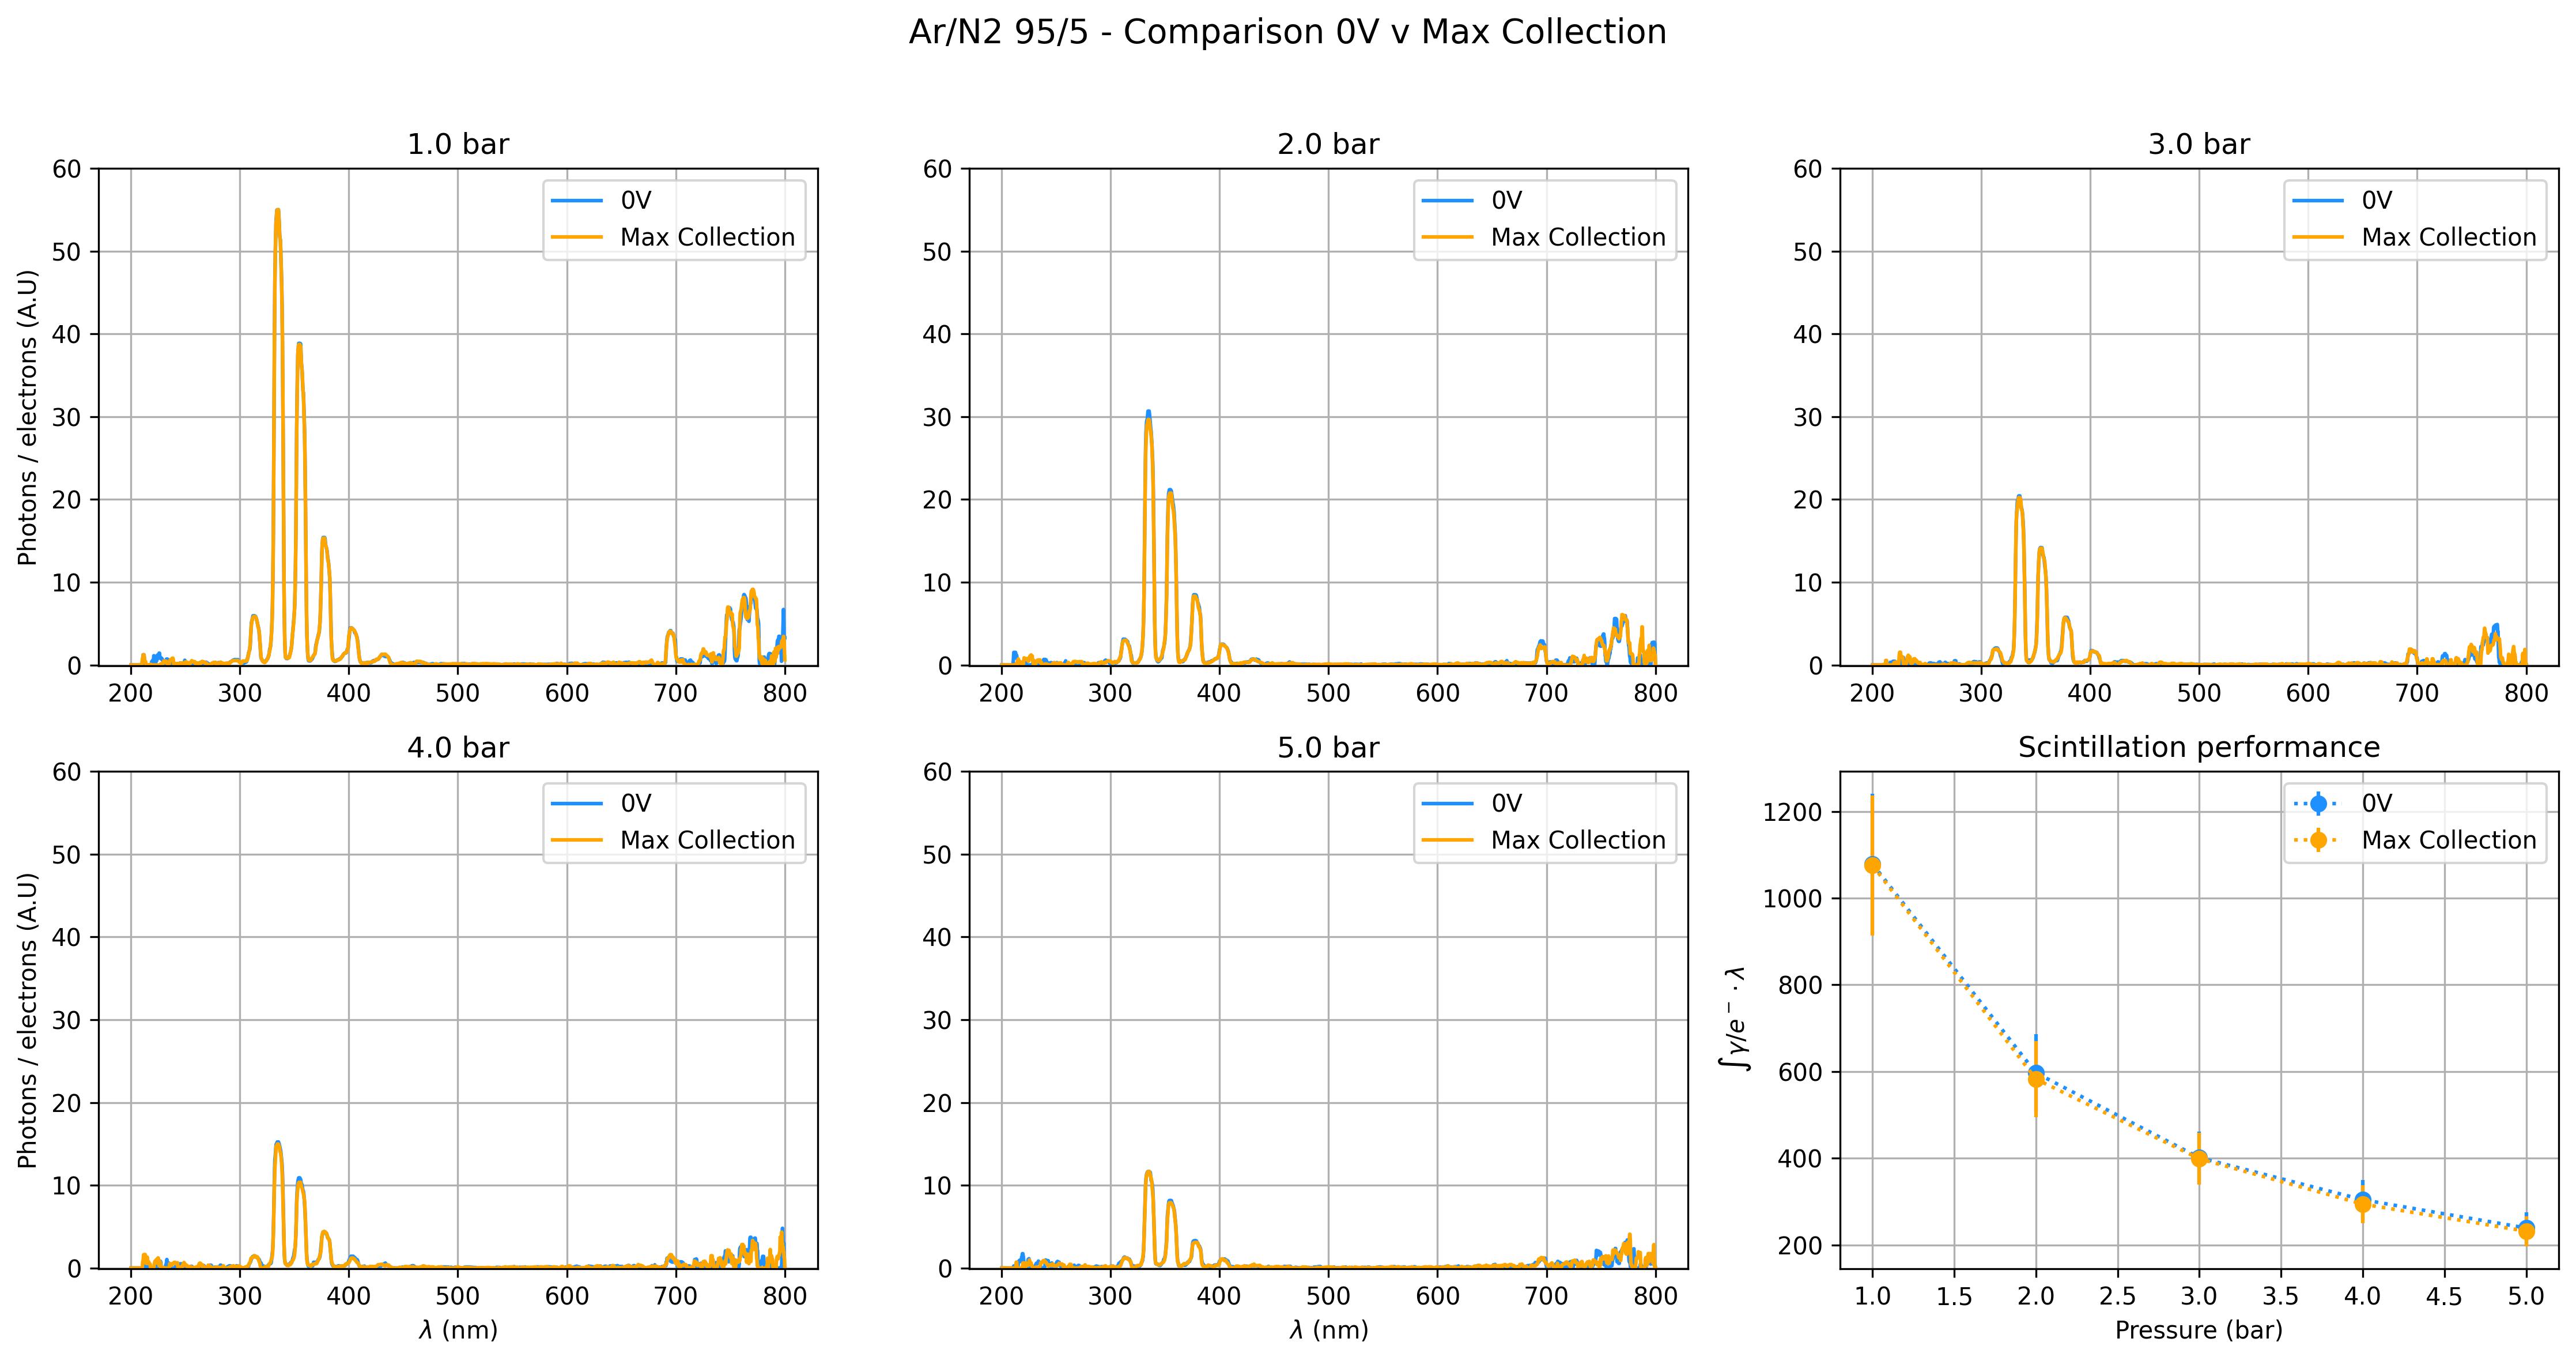 Ar/N2 95/5 - Comparison 0V v Max Collection
1.0 bar
Photons / electrons (A.U)
60
50
40
30
20
10
0
200 300 400 500 600 700 800
0V
Max Collection
2.0 bar
60
50
40
30
20
10
0
200 300 400 500 600 700 800
0V
Max Collection
3.0 bar
60
50
40
30
20
10
0
200 300 400 500 600 700 800
0V
Max Collection
4.0 bar
Photons / electrons (A.U)
60
50
40
30
20
10
0
200 300 400 500 600 700 800
λ (nm)
0V
Max Collection
5.0 bar
60
50
40
30
20
10
0
200 300 400 500 600 700 800
λ (nm)
0V
Max Collection
Scintillation performance
∫γ/e⁻ · λ
1200
1000
800
600
400
200
1.0 1.5 2.0 2.5 3.0 3.5 4.0 4.5 5.0
Pressure (bar)
0V
Max Collection